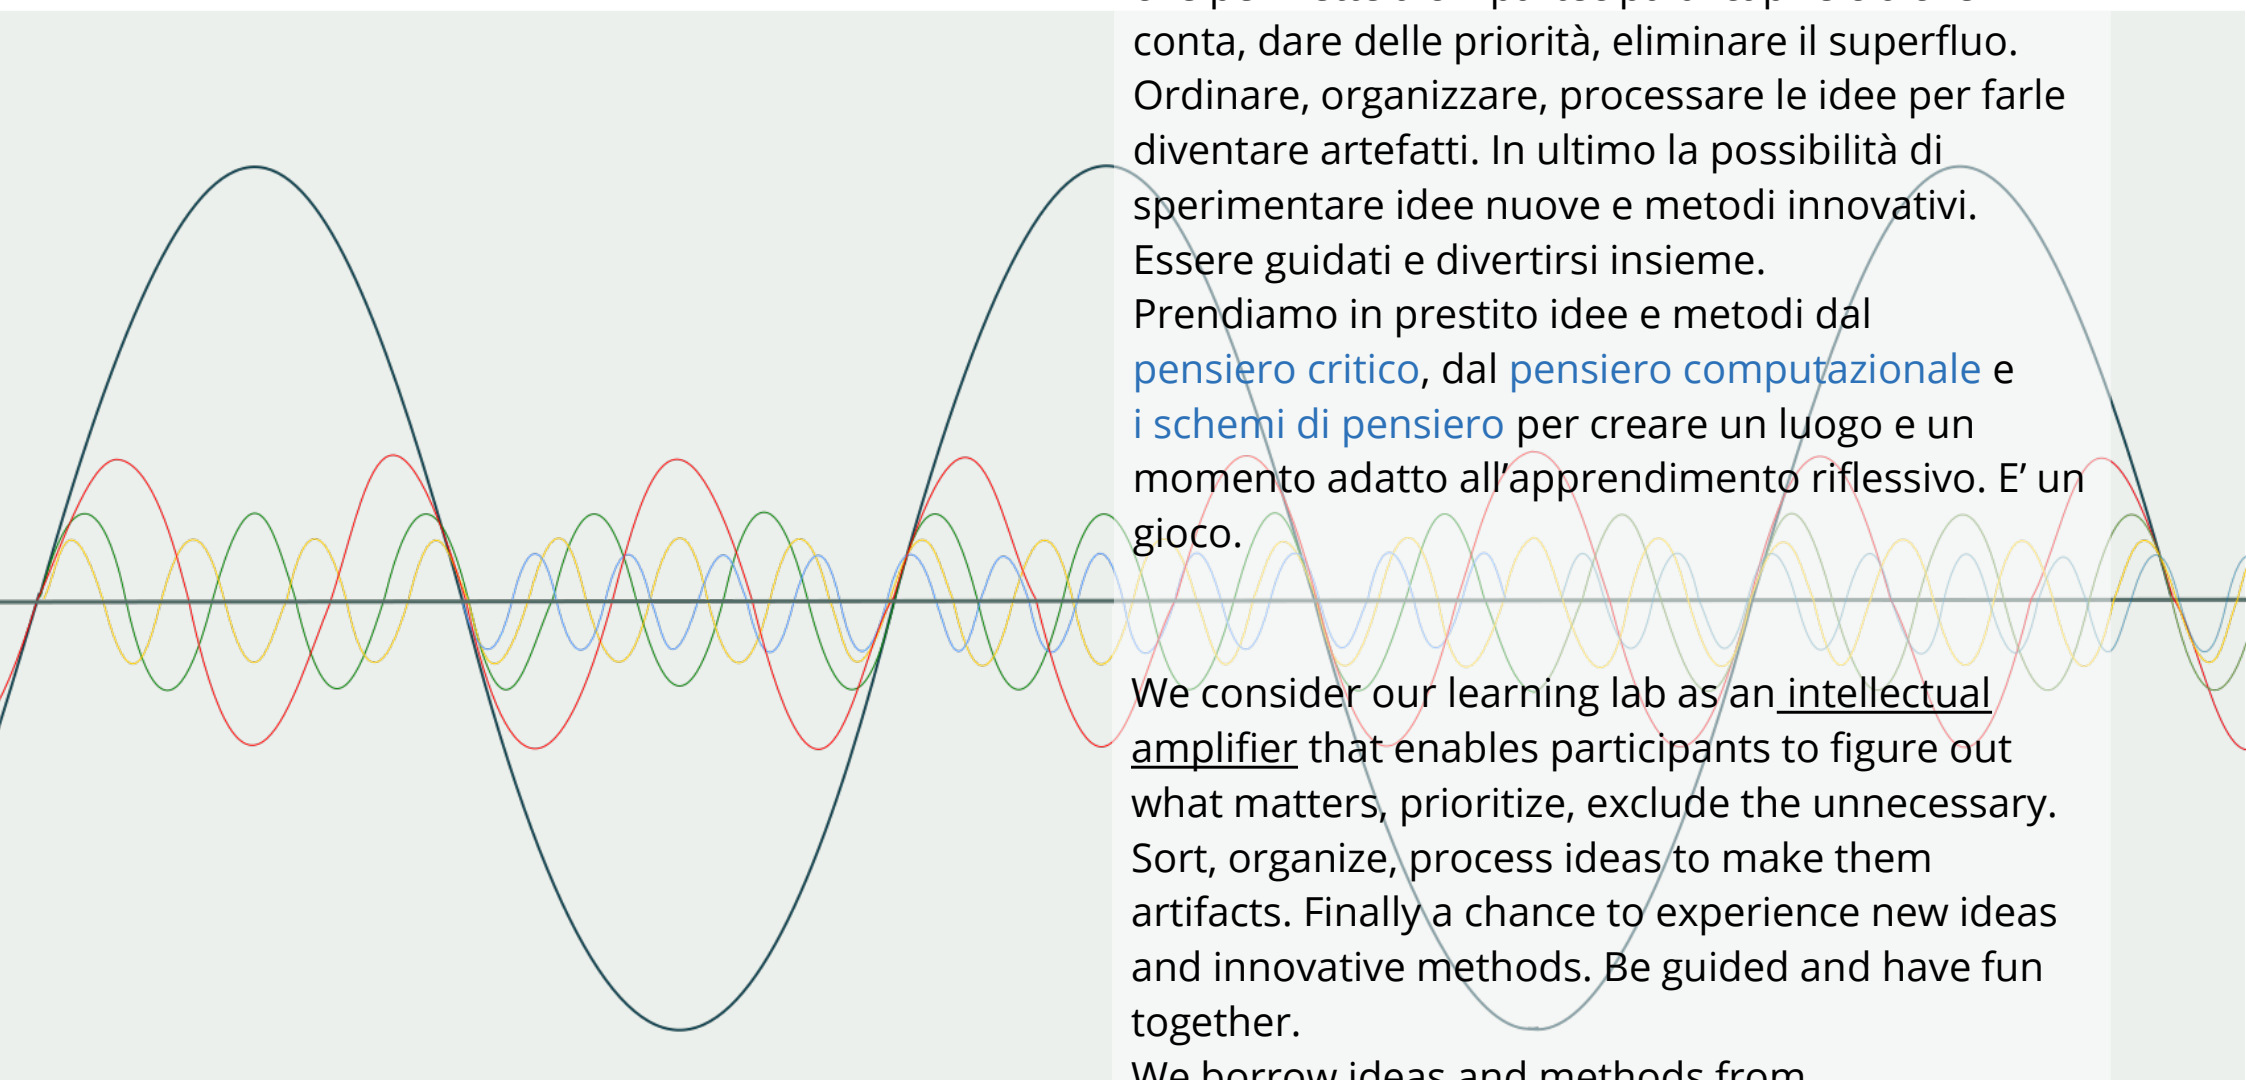 conta, dare delle priorità, eliminare il superfluo.
Ordinare, organizzare, processare le idee per farle
diventare artefatti. In ultimo la possibilità di
sperimentare idee nuove e metodi innovativi.
Essere guidati e divertirsi insieme.
Prendiamo in prestito idee e metodi dal
pensiero critico, dal pensiero computazionale e
i schemi di pensiero per creare un luogo e un
momento adatto all’apprendimento riflessivo. E’ un
gioco.
We consider our learning lab as an intellectual
amplifier that enables participants to figure out
what matters, prioritize, exclude the unnecessary.
Sort, organize, process ideas to make them
artifacts. Finally a chance to experience new ideas
and innovative methods. Be guided and have fun
together.
We borrow ideas and methods from